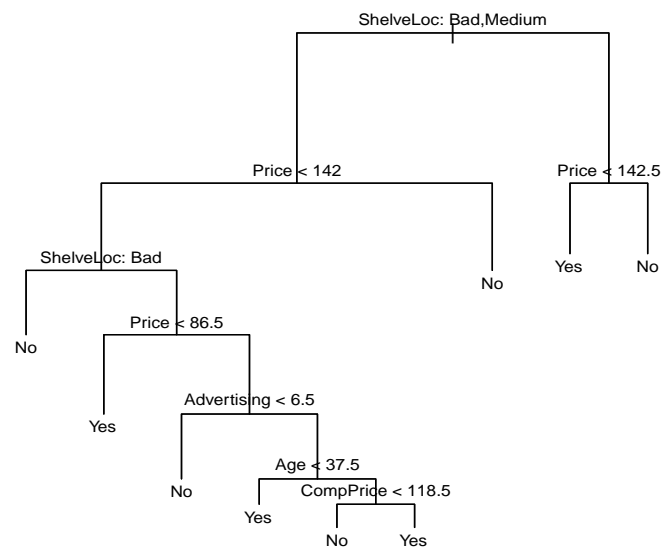 ShelveLoc: Bad,Medium
Price < 142
Price < 142.5
ShelveLoc: Bad
Yes
No
No
Price < 86.5
No
Advertising < 6.5
Yes
Age < 37.5
No
CompPrice < 118.5
Yes
No
Yes